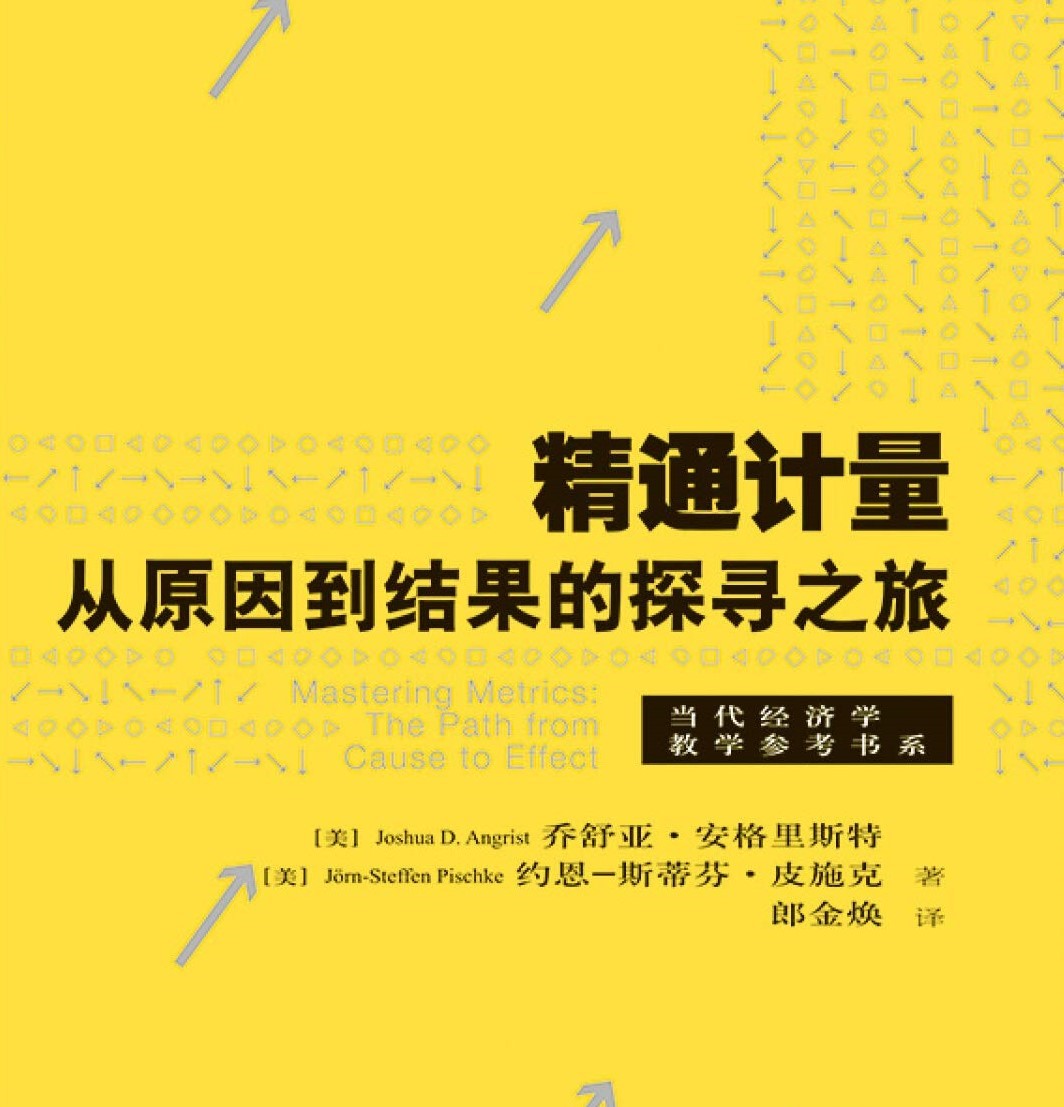 精通计量
从原因到结果的探寻之旅
Mastering Metrics:
The Path from
Cause to Effect
当代经济学
教学参考书系
[美] Joshua D. Angrist 乔舒亚·安格里斯特
[美] Jörn-Steffen Pischke 约恩-斯蒂芬·皮施克 著
郎金焕 译